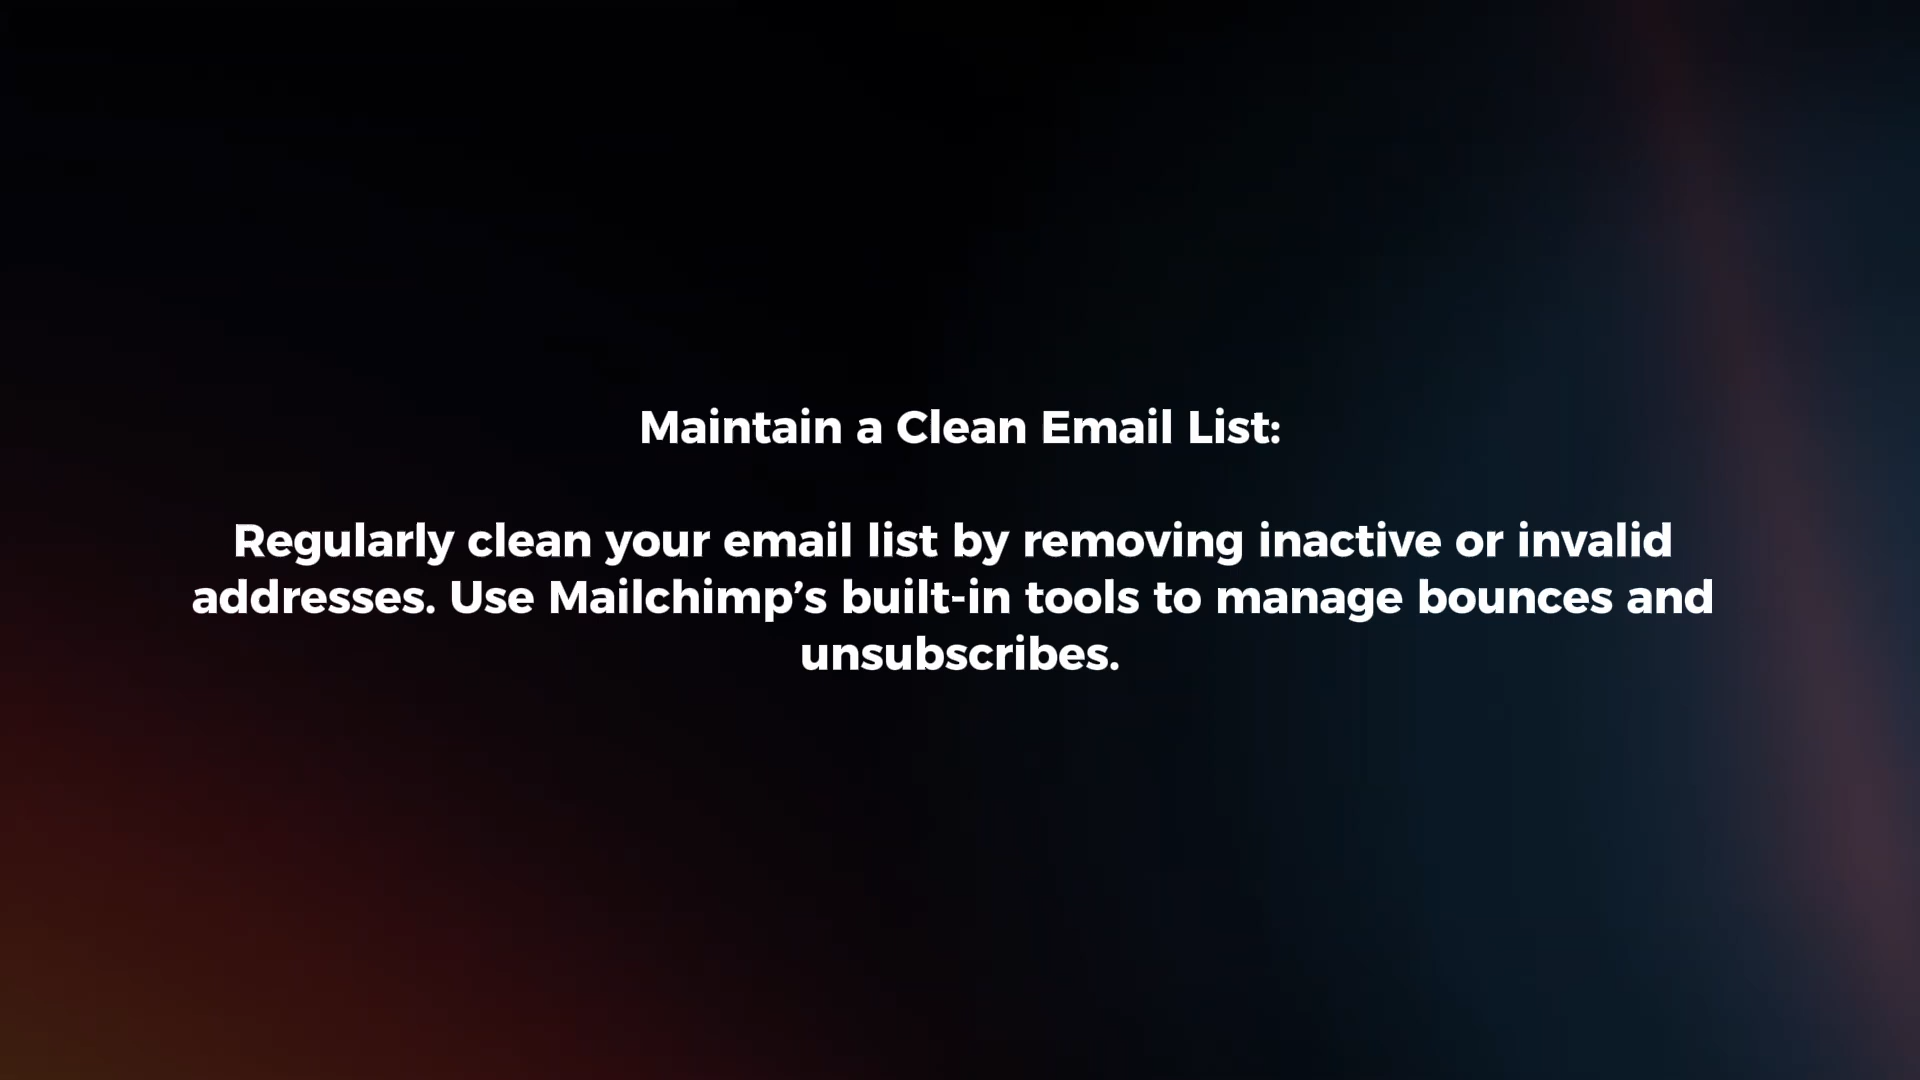 Maintain a Clean Email List:
Regularly clean your email list by removing inactive or invalid
addresses. Use Mailchimp’s built-in tools to manage bounces and
unsubscribes.